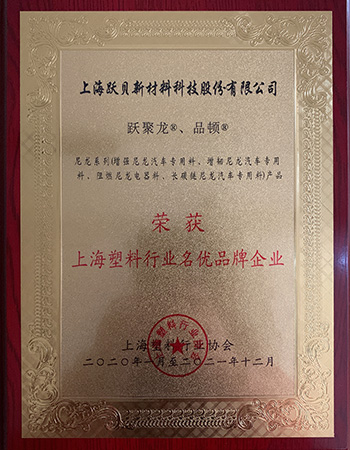 上海跃贝新材料科技股份有限公司
跃聚龙®、品顿®
尼龙系列(增强尼龙汽车专用料、增韧尼龙汽车专用
料、阻燃尼龙电器料、长碳链尼龙汽车专用料)产品
荣获
上海塑料行业名优品牌企业
上海塑料行业协会
二〇二〇年一月至二〇二一年十二月